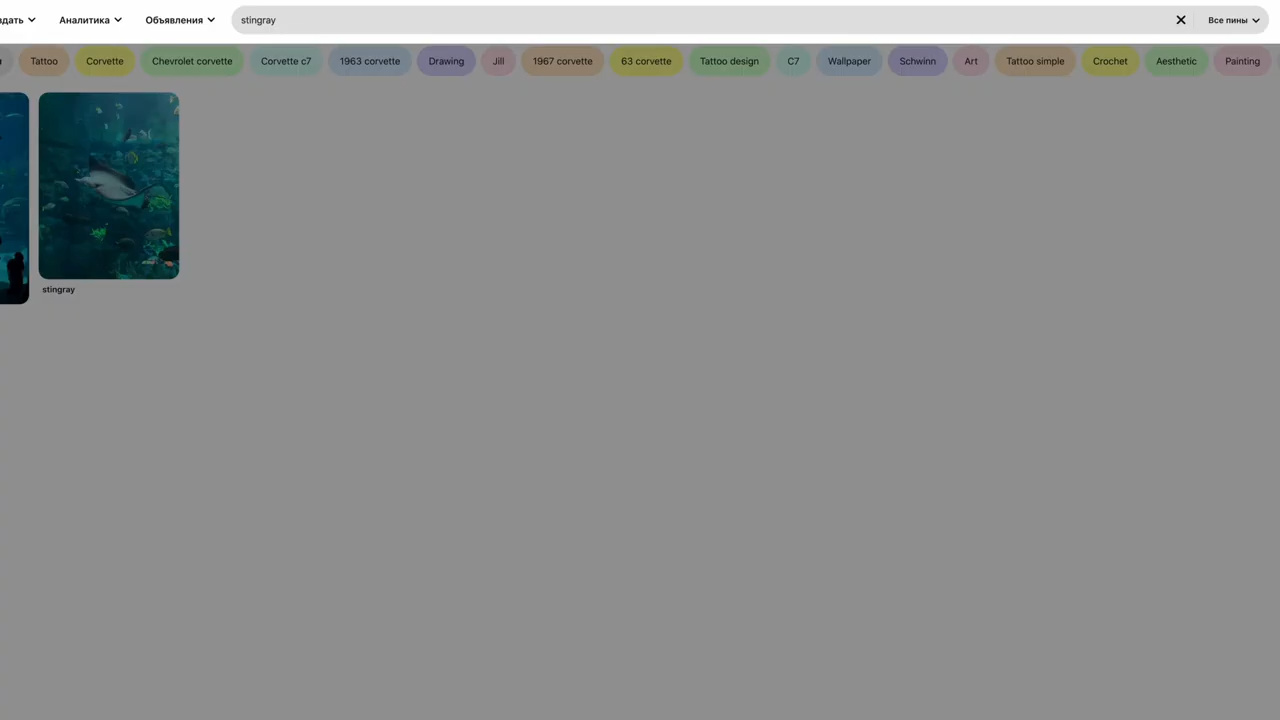 Аналитика
Объявления
stingray
Все пины
Tattoo
Corvette
Chevrolet corvette
Corvette c7
1963 corvette
Drawing
Jill
1967 corvette
63 corvette
Tattoo design
C7
Wallpaper
Schwinn
Art
Tattoo simple
Crochet
Aesthetic
Painting
stingray